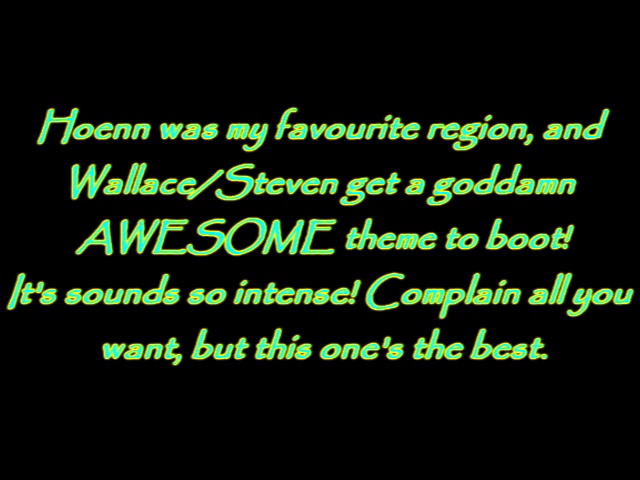 Hoenn was my favourite region, and
Wallace/Steven get a goddamn
AWESOME theme to boot!
It's sounds so intense! Complain all you
want, but this one's the best.